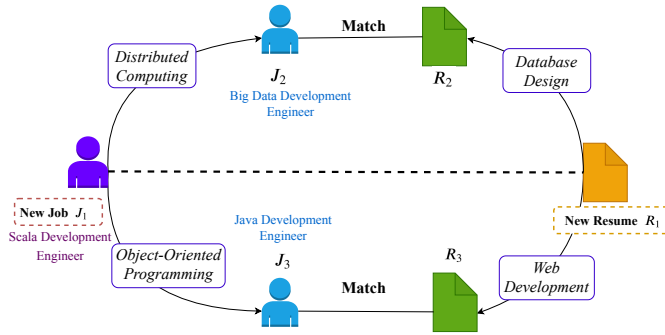 Distributed
Computing
Match
Database
Design
J2
R2
Big Data Development
Engineer
New Job J1
Scala Development
Engineer
Java Development
Engineer
New Resume R1
Object-Oriented
Programming
J3
R3
Web
Development
Match